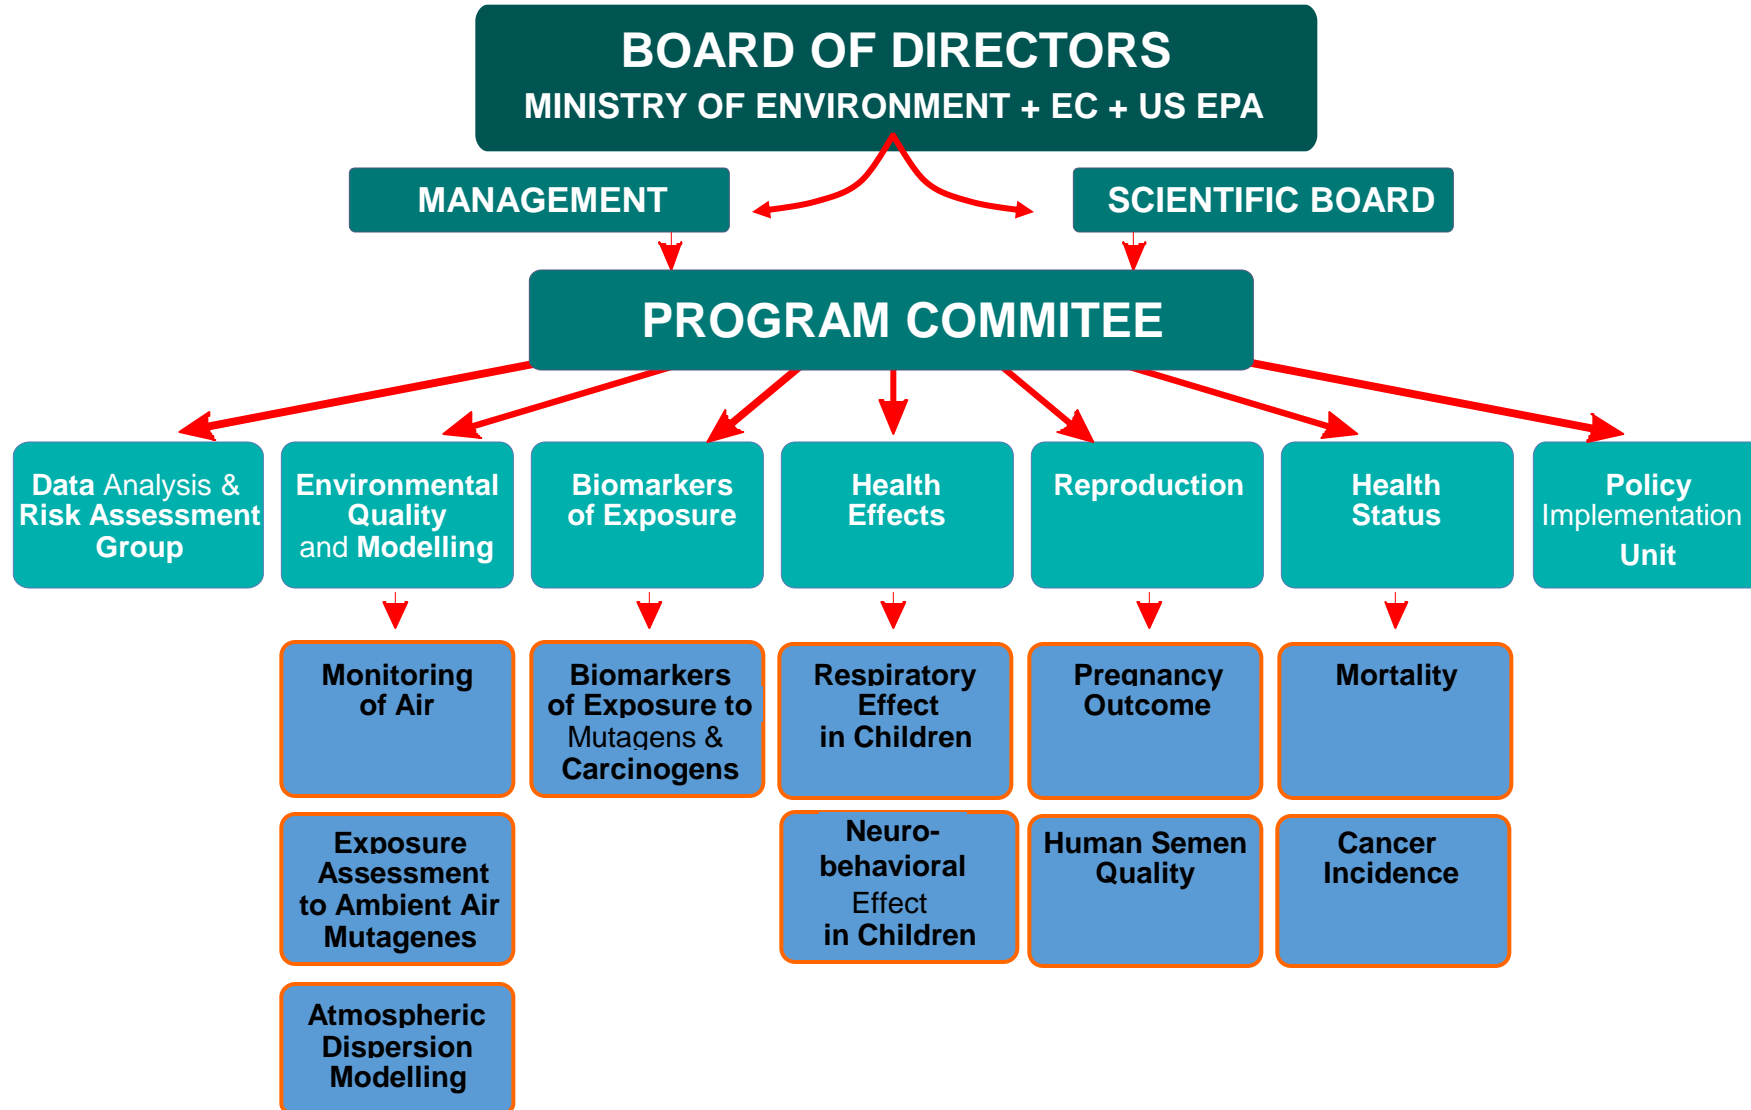 BOARD OF DIRECTORS
MINISTRY OF ENVIRONMENT + EC + US EPA
MANAGEMENT
SCIENTIFIC BOARD
PROGRAM COMMITEE
Data Analysis &
Risk Assessment
Group
Environmental
Quality
and Modelling
Biomarkers
of Exposure
Health
Effects
Reproduction
Health
Status
Policy
Implementation
Unit
Monitoring
of Air
Biomarkers
of Exposure to
Mutagens &
Carcinogens
Respiratory
Effect
in Children
Pregnancy
Outcome
Mortality
Exposure
Assessment
to Ambient Air
Mutagenes
Neuro-
behavioral
Effect
in Children
Human Semen
Quality
Cancer
Incidence
Atmospheric
Dispersion
Modelling